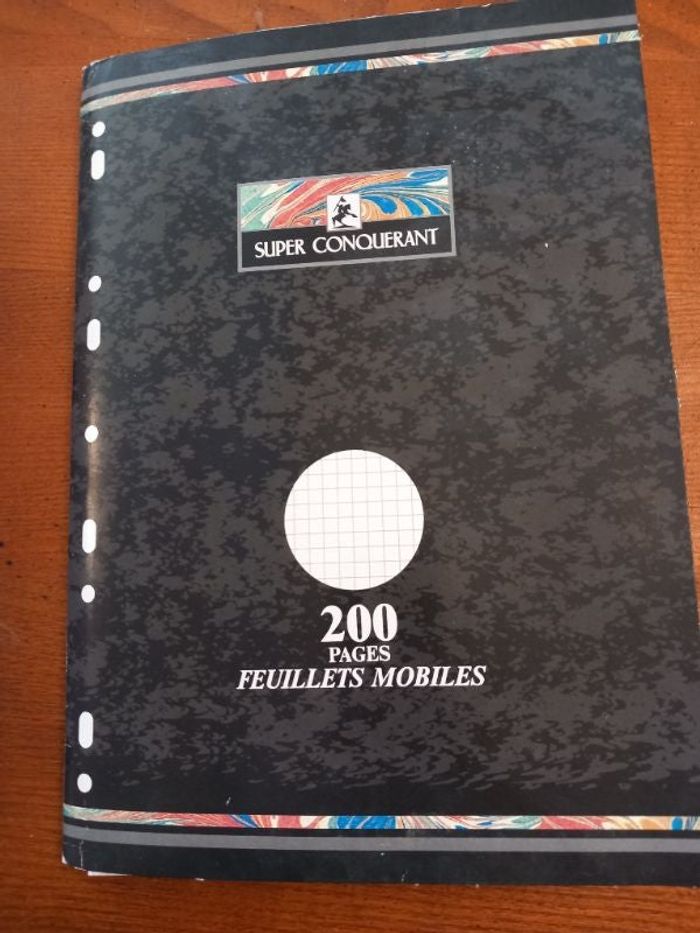 SUPER CONQUERANT
200
PAGES
FEUILLETS MOBILES